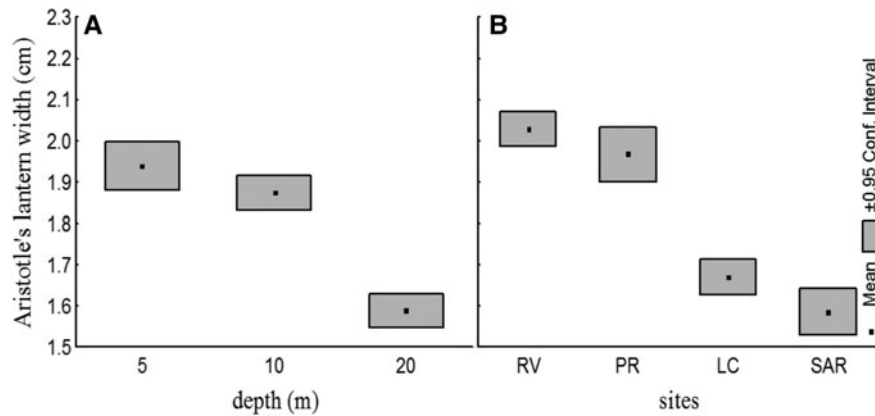 A
B
Aristotle's lantern width (cm)
2.3
2.2
2.1
2.0
1.9
1.8
1.7
1.6
1.5
5 10 20
depth (m)
RV PR LC SAR
sites
Mean ±0.95 Conf. Interval